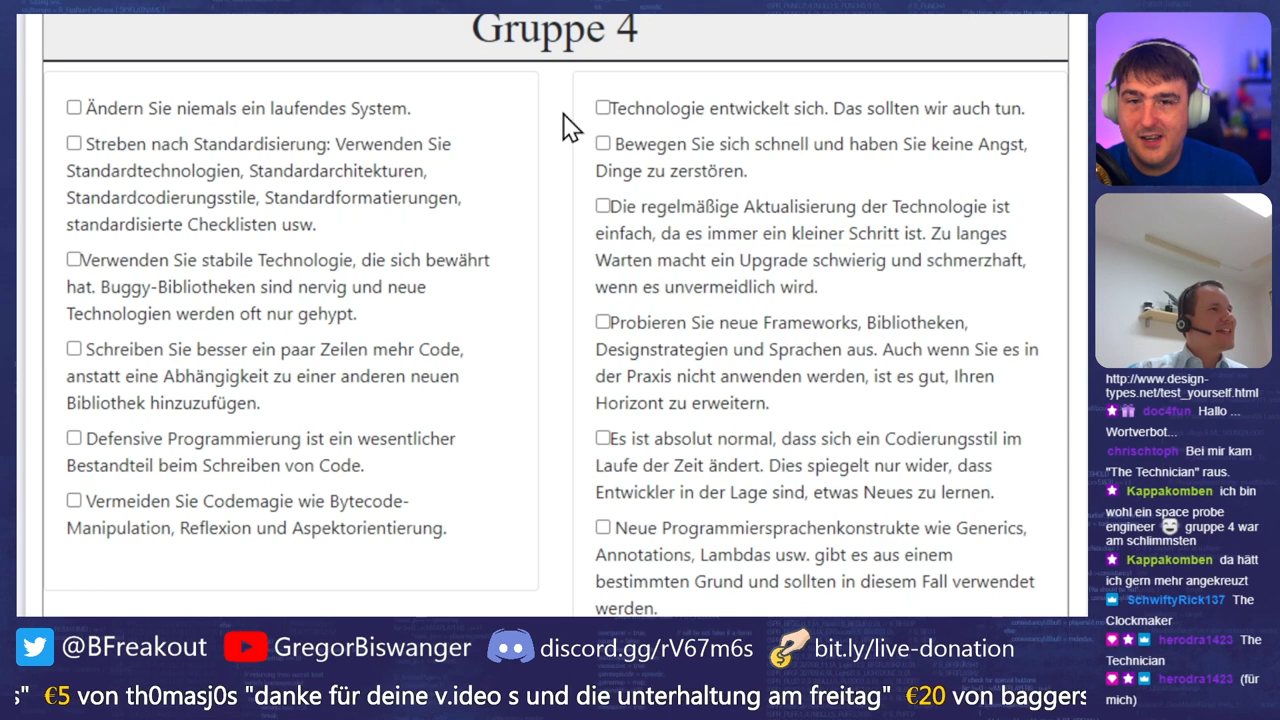 Gruppe 4
Ändern Sie niemals ein laufendes System.
Streben nach Standardisierung: Verwenden Sie
Standardtechnologien, Standardarchitekturen,
Standardcodierungsstile, Standardformatierungen,
standardisierte Checklisten usw.
Verwenden Sie stabile Technologie, die sich bewährt
hat. Buggy-Bibliotheken sind nervig und neue
Technologien werden oft nur gehypt.
Schreiben Sie besser ein paar Zeilen mehr Code,
anstatt eine Abhängigkeit zu einer anderen neuen
Bibliothek hinzuzufügen.
Defensive Programmierung ist ein wesentlicher
Bestandteil beim Schreiben von Code.
Vermeiden Sie Codemagie wie Bytecode-
Manipulation, Reflexion und Aspektorientierung.
Technologie entwickelt sich. Das sollten wir auch tun.
Bewegen Sie sich schnell und haben Sie keine Angst,
Dinge zu zerstören.
Die regelmäßige Aktualisierung der Technologie ist
einfach, da es immer ein kleiner Schritt ist. Zu langes
Warten macht ein Upgrade schwierig und schmerzhaft,
wenn es unvermeidlich wird.
Probieren Sie neue Frameworks, Bibliotheken,
Designstrategien und Sprachen aus. Auch wenn Sie es in
der Praxis nicht anwenden werden, ist es gut, Ihren
Horizont zu erweitern.
Es ist absolut normal, dass sich ein Codierungsstil im
Laufe der Zeit ändert. Dies spiegelt nur wider, dass
Entwickler in der Lage sind, etwas Neues zu lernen.
Neue Programmiersprachenkonstrukte wie Generics,
Annotations, Lambdas usw. gibt es aus einem
bestimmten Grund und sollten in diesem Fall verwendet
werden.
http://www.design-
types.net/test_yourself.html
doc4fun Hallo ...
Wortverbot...
chrischtoph Bei mir kam
"The Technician" raus.
Kappakomben ich bin
wohl ein space probe
engineer gruppe 4 war
am schlimmsten
Kappakomben da hätt
ich gern mehr angekreuzt
SchwiftyRick137 The
Clockmaker
herodra1423 The
Technician
herodra1423 (für
mich)
@BFreakout GregorBiswanger discord.gg/rV67m6s bit.ly/live-donation
s" €5 von th0masj0s "danke für deine v.ideo s und die unterhaltung am freitag" €20 von Baggers